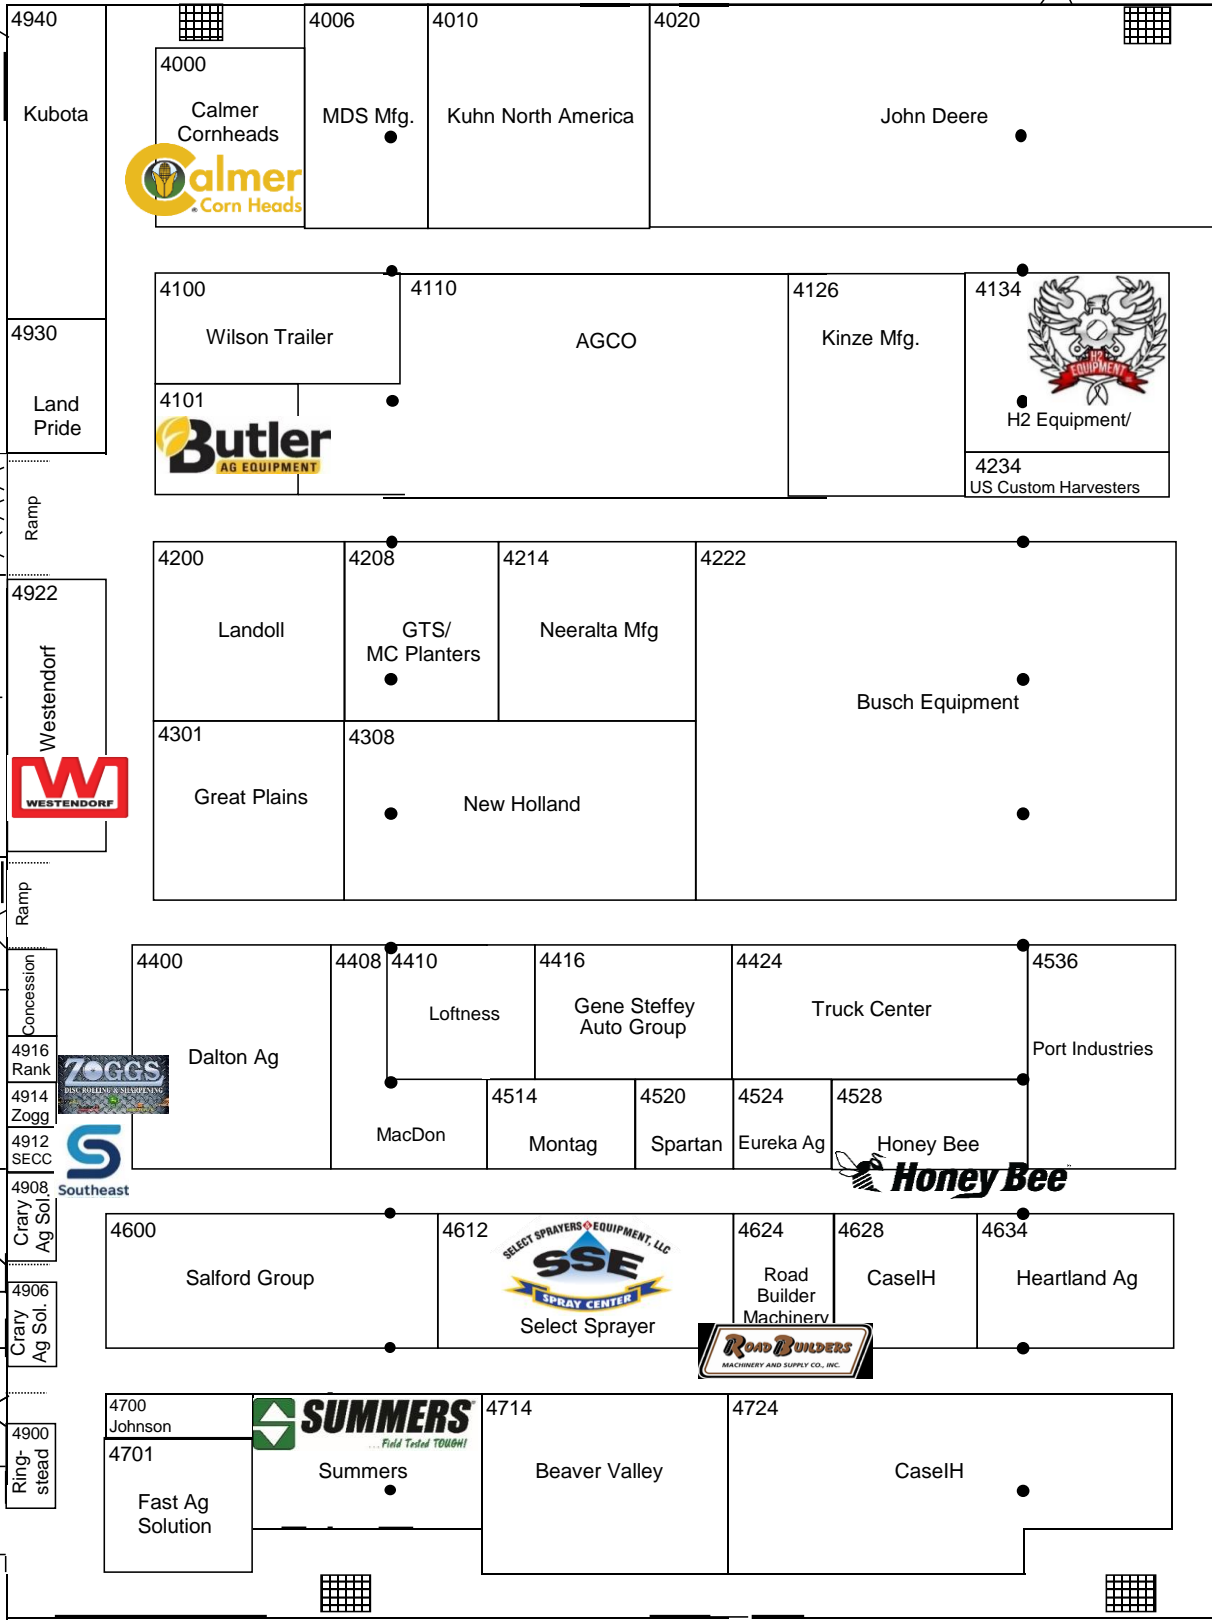 4940
Kubota
4000
Calmer
Cornheads
Calmer
® Corn Heads
4006
MDS Mfg.
4010
Kuhn North America
4020
John Deere
4930
Land
Pride
4100
Wilson Trailer
4101
Butler
AG EQUIPMENT
4110
AGCO
4126
Kinze Mfg.
4134
H2
EQUIPMENT
H2 Equipment/
4234
US Custom Harvesters
Ramp
4922
Westendorf
WESTENDORF
4200
Landoll
4208
GTS/
MC Planters
4214
Neeralta Mfg
4222
Busch Equipment
4301
Great Plains
4308
New Holland
Ramp
Concession
4916
Rank
4914
Zogg
4912
SECC
ZOGGS
DISC ROLLING & SHARPENING
Southeast
4400
Dalton Ag
4408
MacDon
4410
Loftness
4416
Gene Steffey
Auto Group
4424
Truck Center
4536
Port Industries
4514
Montag
4520
Spartan
4524
Eureka Ag
4528
Honey Bee
Honey Bee
4908
Crary
Ag Sol.
4906
Crary
Ag Sol.
4600
Salford Group
4612
SELECT SPRAYERS & EQUIPMENT, LLC
SSE
SPRAY CENTER
Select Sprayer
4624
Road
Builder
Machinery
ROAD BUILDERS
MACHINERY AND SUPPLY CO., INC.
4628
CaseIH
4634
Heartland Ag
4900
Ring-
stead
4700
Johnson
4701
Fast Ag
Solution
SUMMERS
...Field Tested TOUGH!
Summers
4714
Beaver Valley
4724
CaseIH